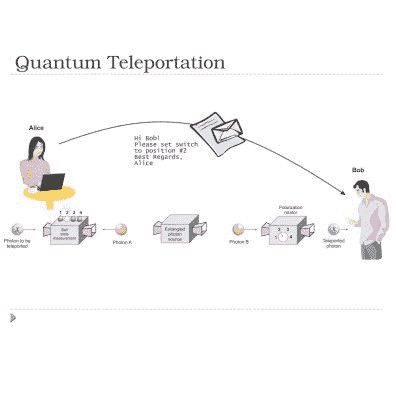 Quantum Teleportation
Alice
Hi Bob!
Please set switch
to position #2
Best Regards,
Alice
Bob
Polarization
rotator
1 2 3 4
Bell
state
measurement
Entangled
photon
source
2 3
1 4
Photon to be
teleported
Photon A
Photon B
Teleported
photon